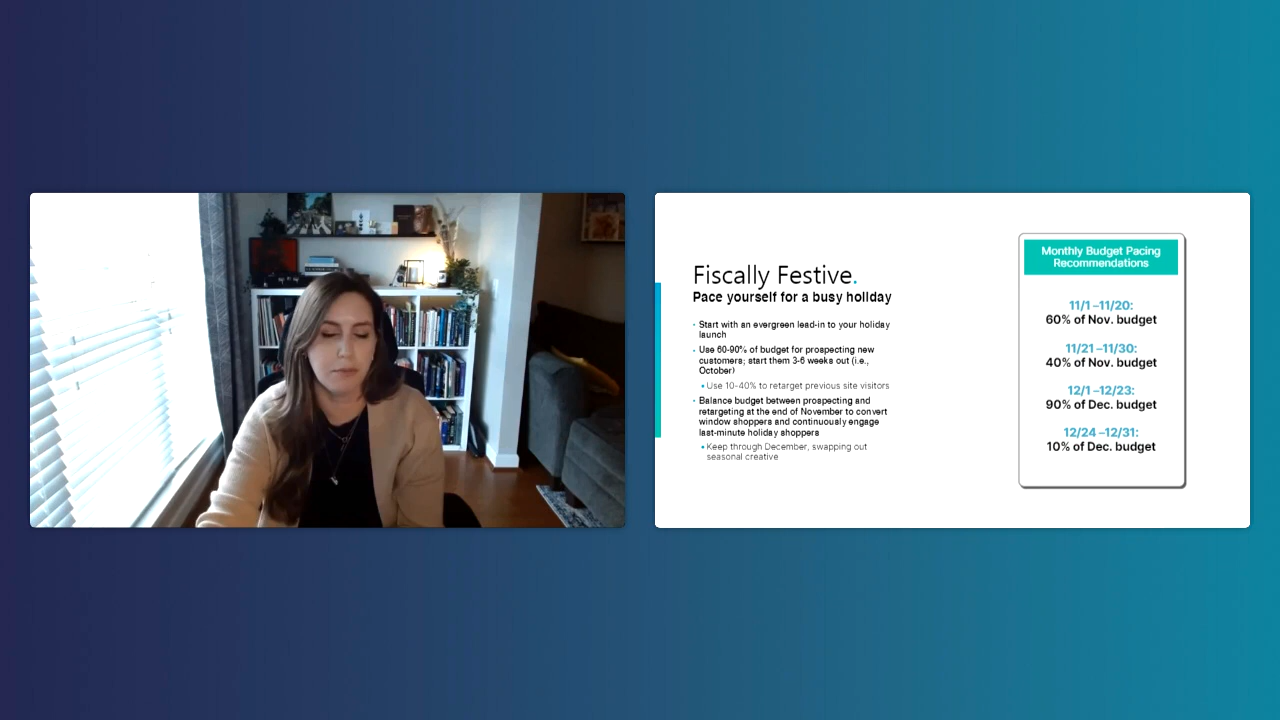 Fiscally Festive.
Pace yourself for a busy holiday
Start with an evergreen lead-in to your holiday
launch
Use 60-90% of budget for prospecting new
customers; start them 3-6 weeks out (i.e.,
October)
Use 10-40% to retarget previous site visitors
Balance budget between prospecting and
retargeting at the end of November to convert
window shoppers and continuously engage
last-minute holiday shoppers
Keep through December, swapping out
seasonal creative
Monthly Budget Pacing
Recommendations
11/1 –11/20:
60% of Nov. budget
11/21 –11/30:
40% of Nov. budget
12/1 –12/23:
90% of Dec. budget
12/24 –12/31:
10% of Dec. budget